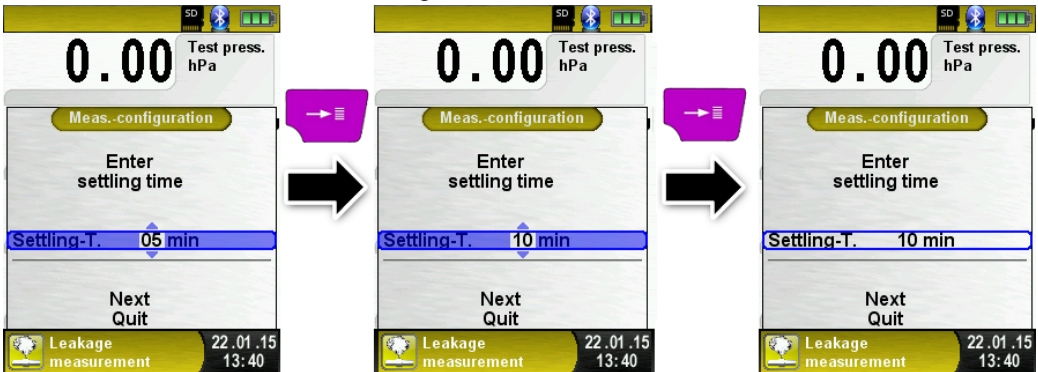 SD
0.00 Test press.
hPa
Meas.-configuration
Enter
settling time
Settling-T. 05 min
Next
Quit
Leakage 22.01.15
measurement 13:40
SD
0.00 Test press.
hPa
Meas.-configuration
Enter
settling time
Settling-T. 10 min
Next
Quit
Leakage 22.01.15
measurement 13:40
SD
0.00 Test press.
hPa
Meas.-configuration
Enter
settling time
Settling-T. 10 min
Next
Quit
Leakage 22.01.15
measurement 13:40